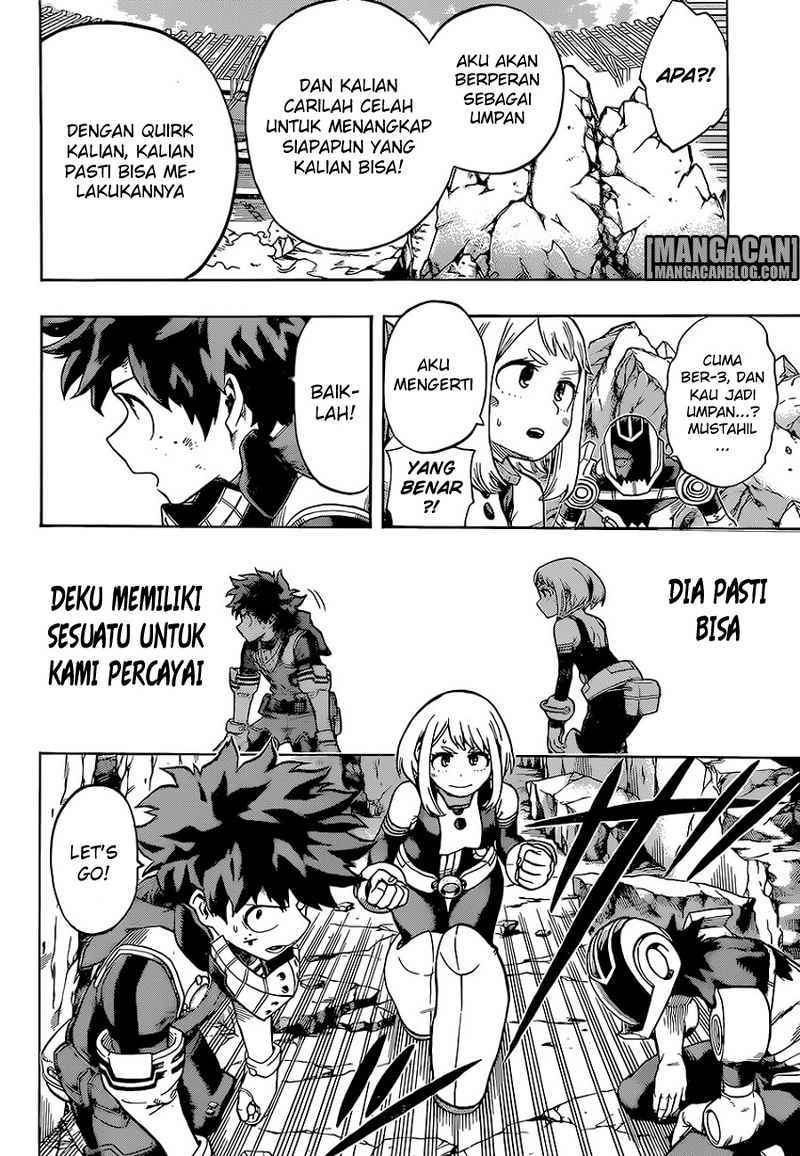 APA?!
AKU AKAN
BERPERAN
SEBAGAI
UMPAN
DAN KALIAN
CARILAH CELAH
UNTUK MENANGKAP
SIAPAPUN YANG
KALIAN BISA!
DENGAN QUIRK
KALIAN, KALIAN
PASTI BISA ME-
LAKUKANNYA
[MANGACAN]
MANGACANBLOG.COM
CUMA
BER-3, DAN
KAU JADI
UMPAN...?
MUSTAHIL
...
AKU
MENGERTI
YANG
BENAR
?!
BAIK-
LAH!
DIA PASTI
BISA
DEKU MEMILIKI
SESUATU UNTUK
KAMI PERCAYAI
LET'S
GO!